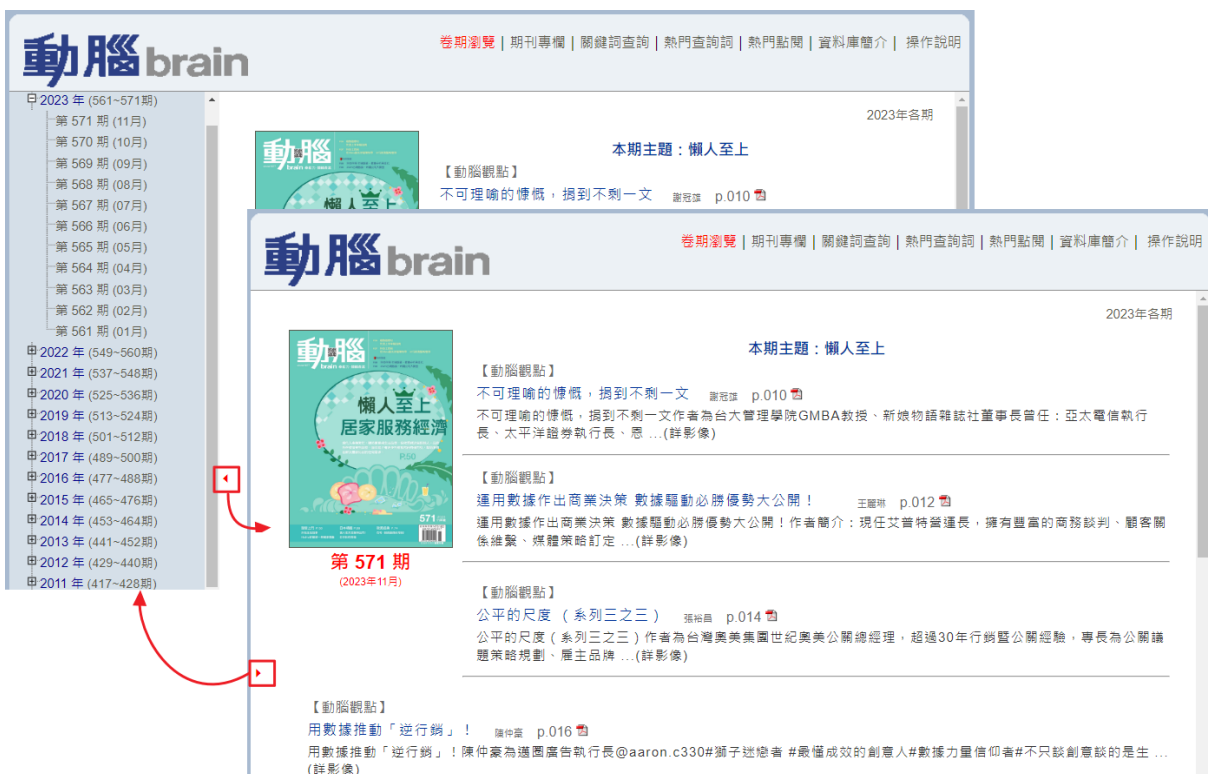 動腦brain
卷期瀏覽 | 期刊專欄 | 關鍵詞查詢 | 熱門查詢詞 | 熱門點閱 | 資料庫簡介 | 操作說明
2023 年 (561~571期)
第 571 期 (11月)
第 570 期 (10月)
第 569 期 (09月)
第 568 期 (08月)
第 567 期 (07月)
第 566 期 (06月)
第 565 期 (05月)
第 564 期 (04月)
第 563 期 (03月)
第 562 期 (02月)
第 561 期 (01月)
2022 年 (549~560期)
2021 年 (537~548期)
2020 年 (525~536期)
2019 年 (513~524期)
2018 年 (501~512期)
2017 年 (489~500期)
2016 年 (477~488期)
2015 年 (465~476期)
2014 年 (453~464期)
2013 年 (441~452期)
2012 年 (429~440期)
2011 年 (417~428期)
2023年各期
動腦
brain
懶人至上
本期主題：懶人至上
【動腦觀點】
不可理喻的慷慨，捐到不剩一文 謝冠雄 p.010
動腦brain
卷期瀏覽 | 期刊專欄 | 關鍵詞查詢 | 熱門查詢詞 | 熱門點閱 | 資料庫簡介 | 操作說明
2023年各期
動腦
brain
懶人至上
居家服務經濟
P.50
571
第 571 期
(2023年11月)
本期主題：懶人至上
【動腦觀點】
不可理喻的慷慨，捐到不剩一文 謝冠雄 p.010
不可理喻的慷慨，捐到不剩一文作者為台大管理學院GMBA教授、新娘物語雜誌社董事長曾任：亞太電信執行
長、太平洋證券執行長、恩 ...(詳影像)
【動腦觀點】
運用數據作出商業決策 數據驅動必勝優勢大公開！ 王麗琳 p.012
運用數據作出商業決策 數據驅動必勝優勢大公開！作者簡介：現任艾普特營運長，擁有豐富的商務談判、顧客關
係維繫、媒體策略訂定 ...(詳影像)
【動腦觀點】
公平的尺度（系列三之三） 張裕昌 p.014
公平的尺度（系列三之三）作者為台灣奧美集團世紀奧美公關總經理，超過30年行銷暨公關經驗，專長為公關議
題策略規劃、雇主品牌 ...(詳影像)
【動腦觀點】
用數據推動「逆行銷」！ 陳仲豪 p.016
用數據推動「逆行銷」！陳仲豪為邁圈廣告執行長@aaron.c330#獅子迷戀者 #最懂成效的創意人#數據力量信仰者#不只談創意談的是生 ...
(詳影像)